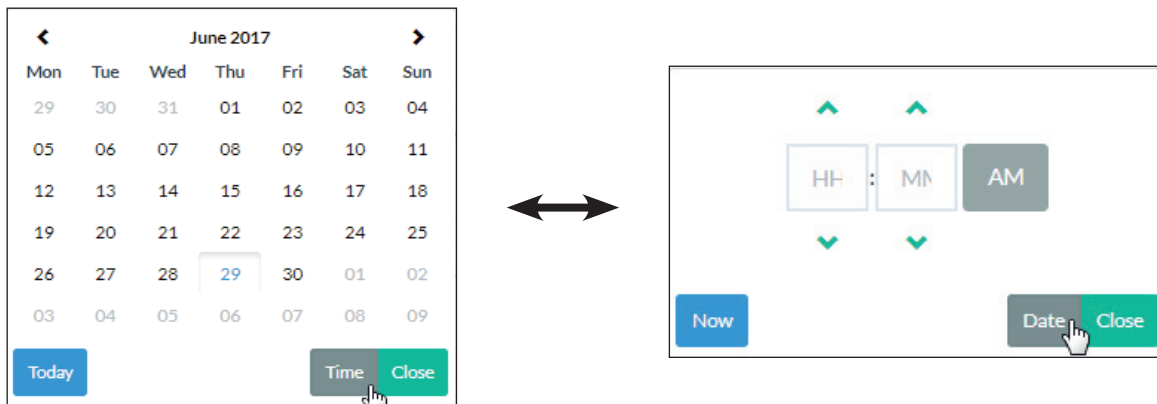 June 2017
Mon Tue Wed Thu Fri Sat Sun
29 30 31 01 02 03 04
05 06 07 08 09 10 11
12 13 14 15 16 17 18
19 20 21 22 23 24 25
26 27 28 29 30 01 02
03 04 05 06 07 08 09
Today Time Close
HH : MM AM
Now Date Close